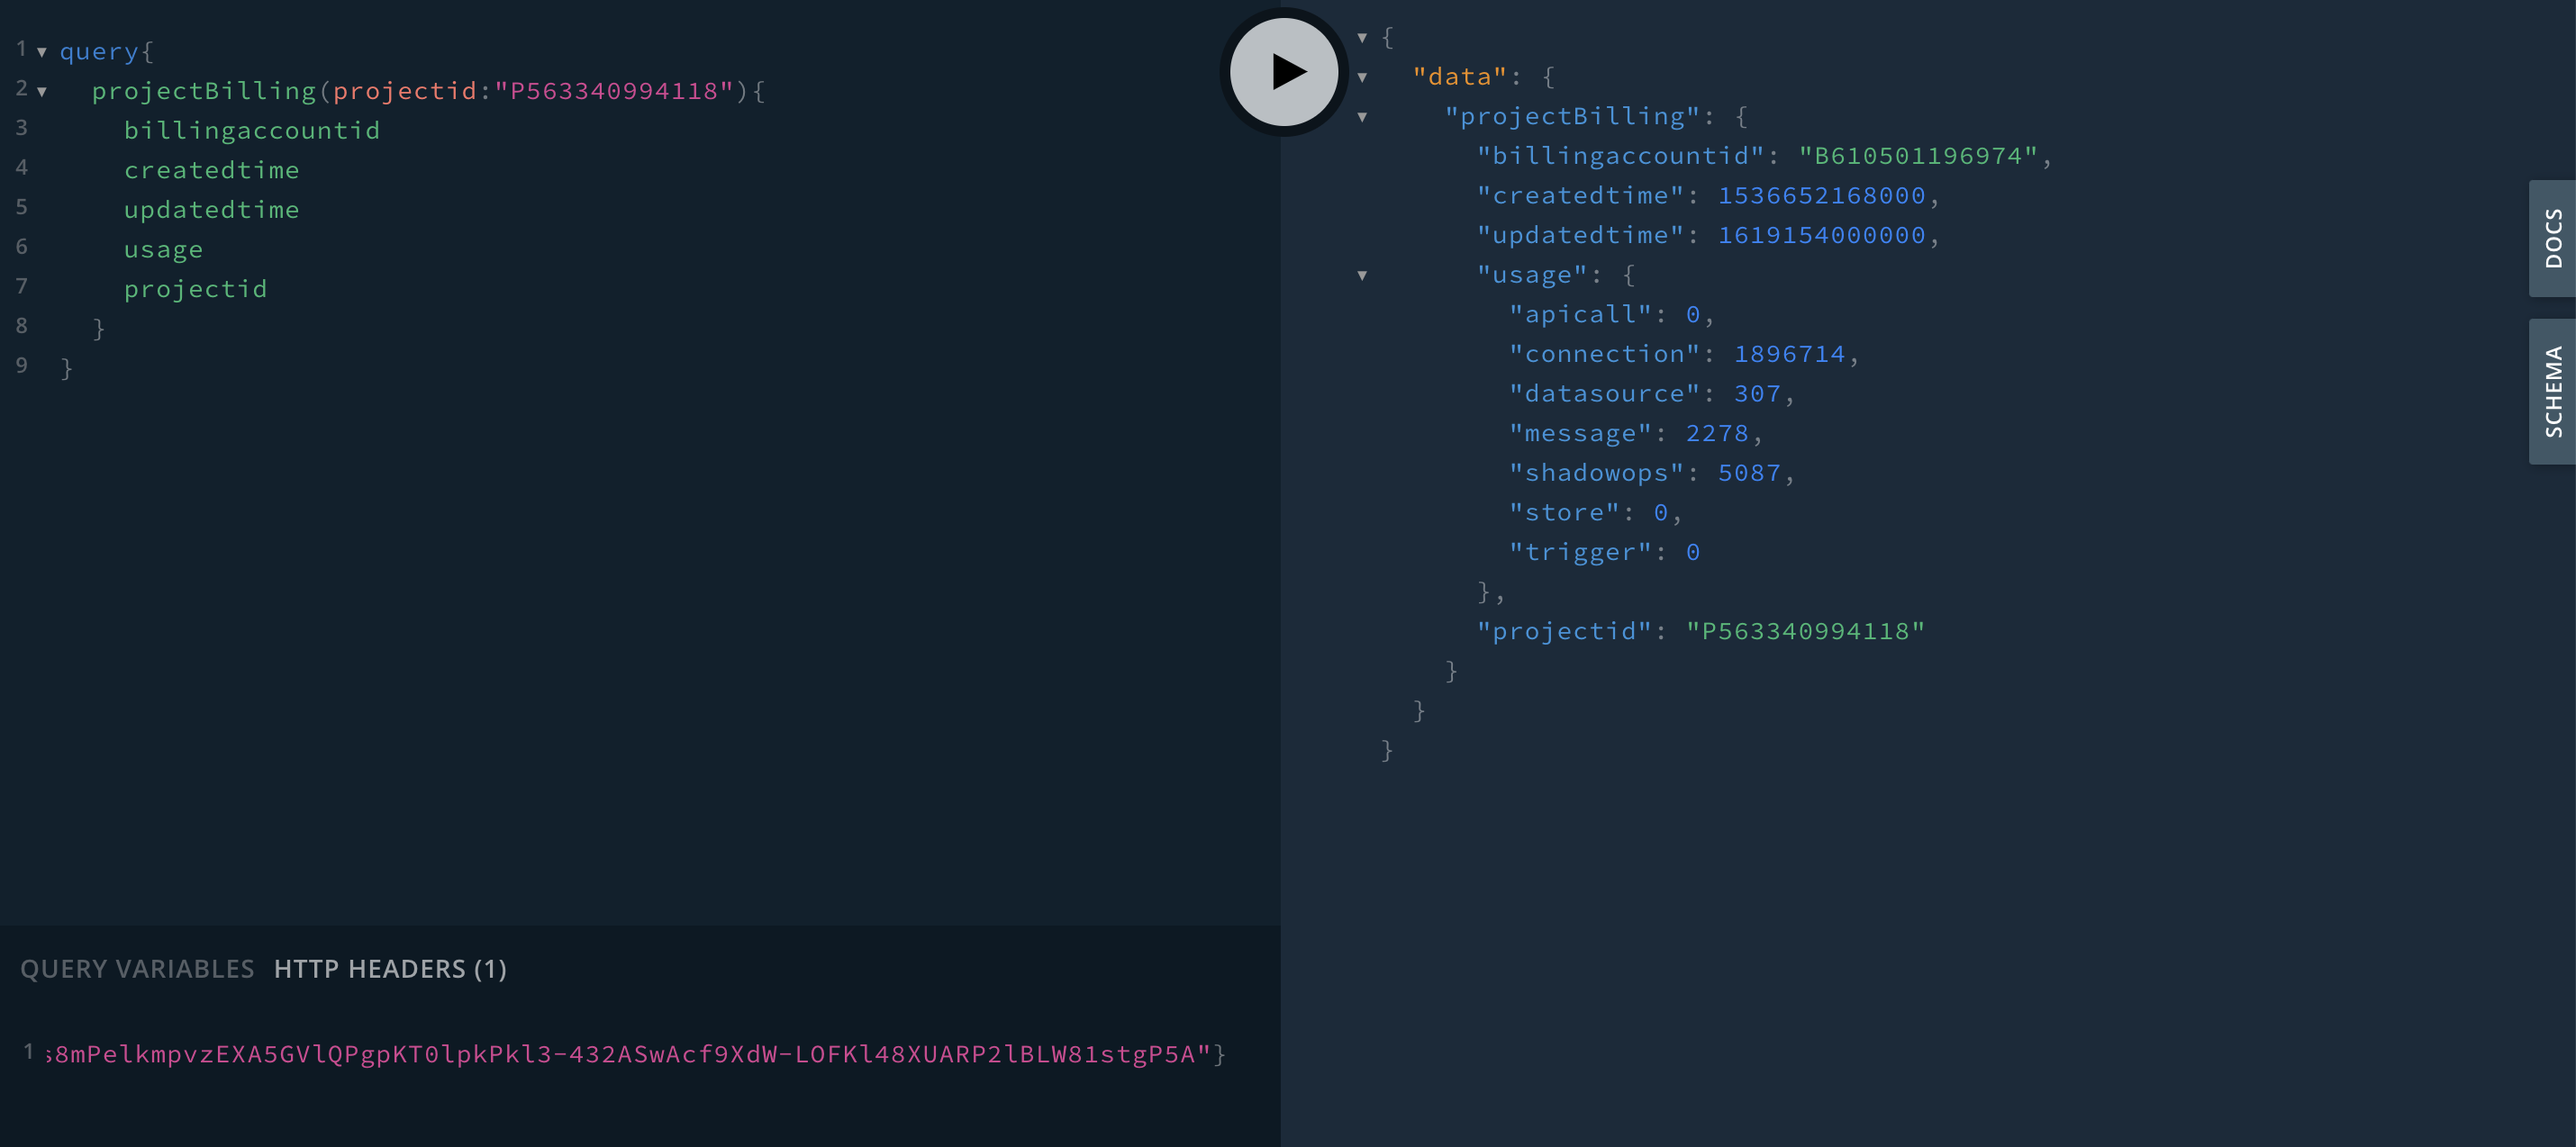 1 ▾ query{
2 ▾ projectBilling(projectid:"P563340994118"){
3 billingaccountid
4 createdtime
5 updatedtime
6 usage
7 projectid
8 }
9 }
QUERY VARIABLES HTTP HEADERS (1)
1 s8mPelkmpvzEXA5GVlQPgpKT0lpkPkl3-432ASwAcf9XdW-LOFKl48XUARP2lBLW81stgP5A"}
▾ {
▾ "data": {
▾ "projectBilling": {
"billingaccountid": "B610501196974",
"createdtime": 1536652168000,
"updatedtime": 1619154000000,
▾ "usage": {
"apicall": 0,
"connection": 1896714,
"datasource": 307,
"message": 2278,
"shadowops": 5087,
"store": 0,
"trigger": 0
},
"projectid": "P563340994118"
}
}
}
DOCS
SCHEMA